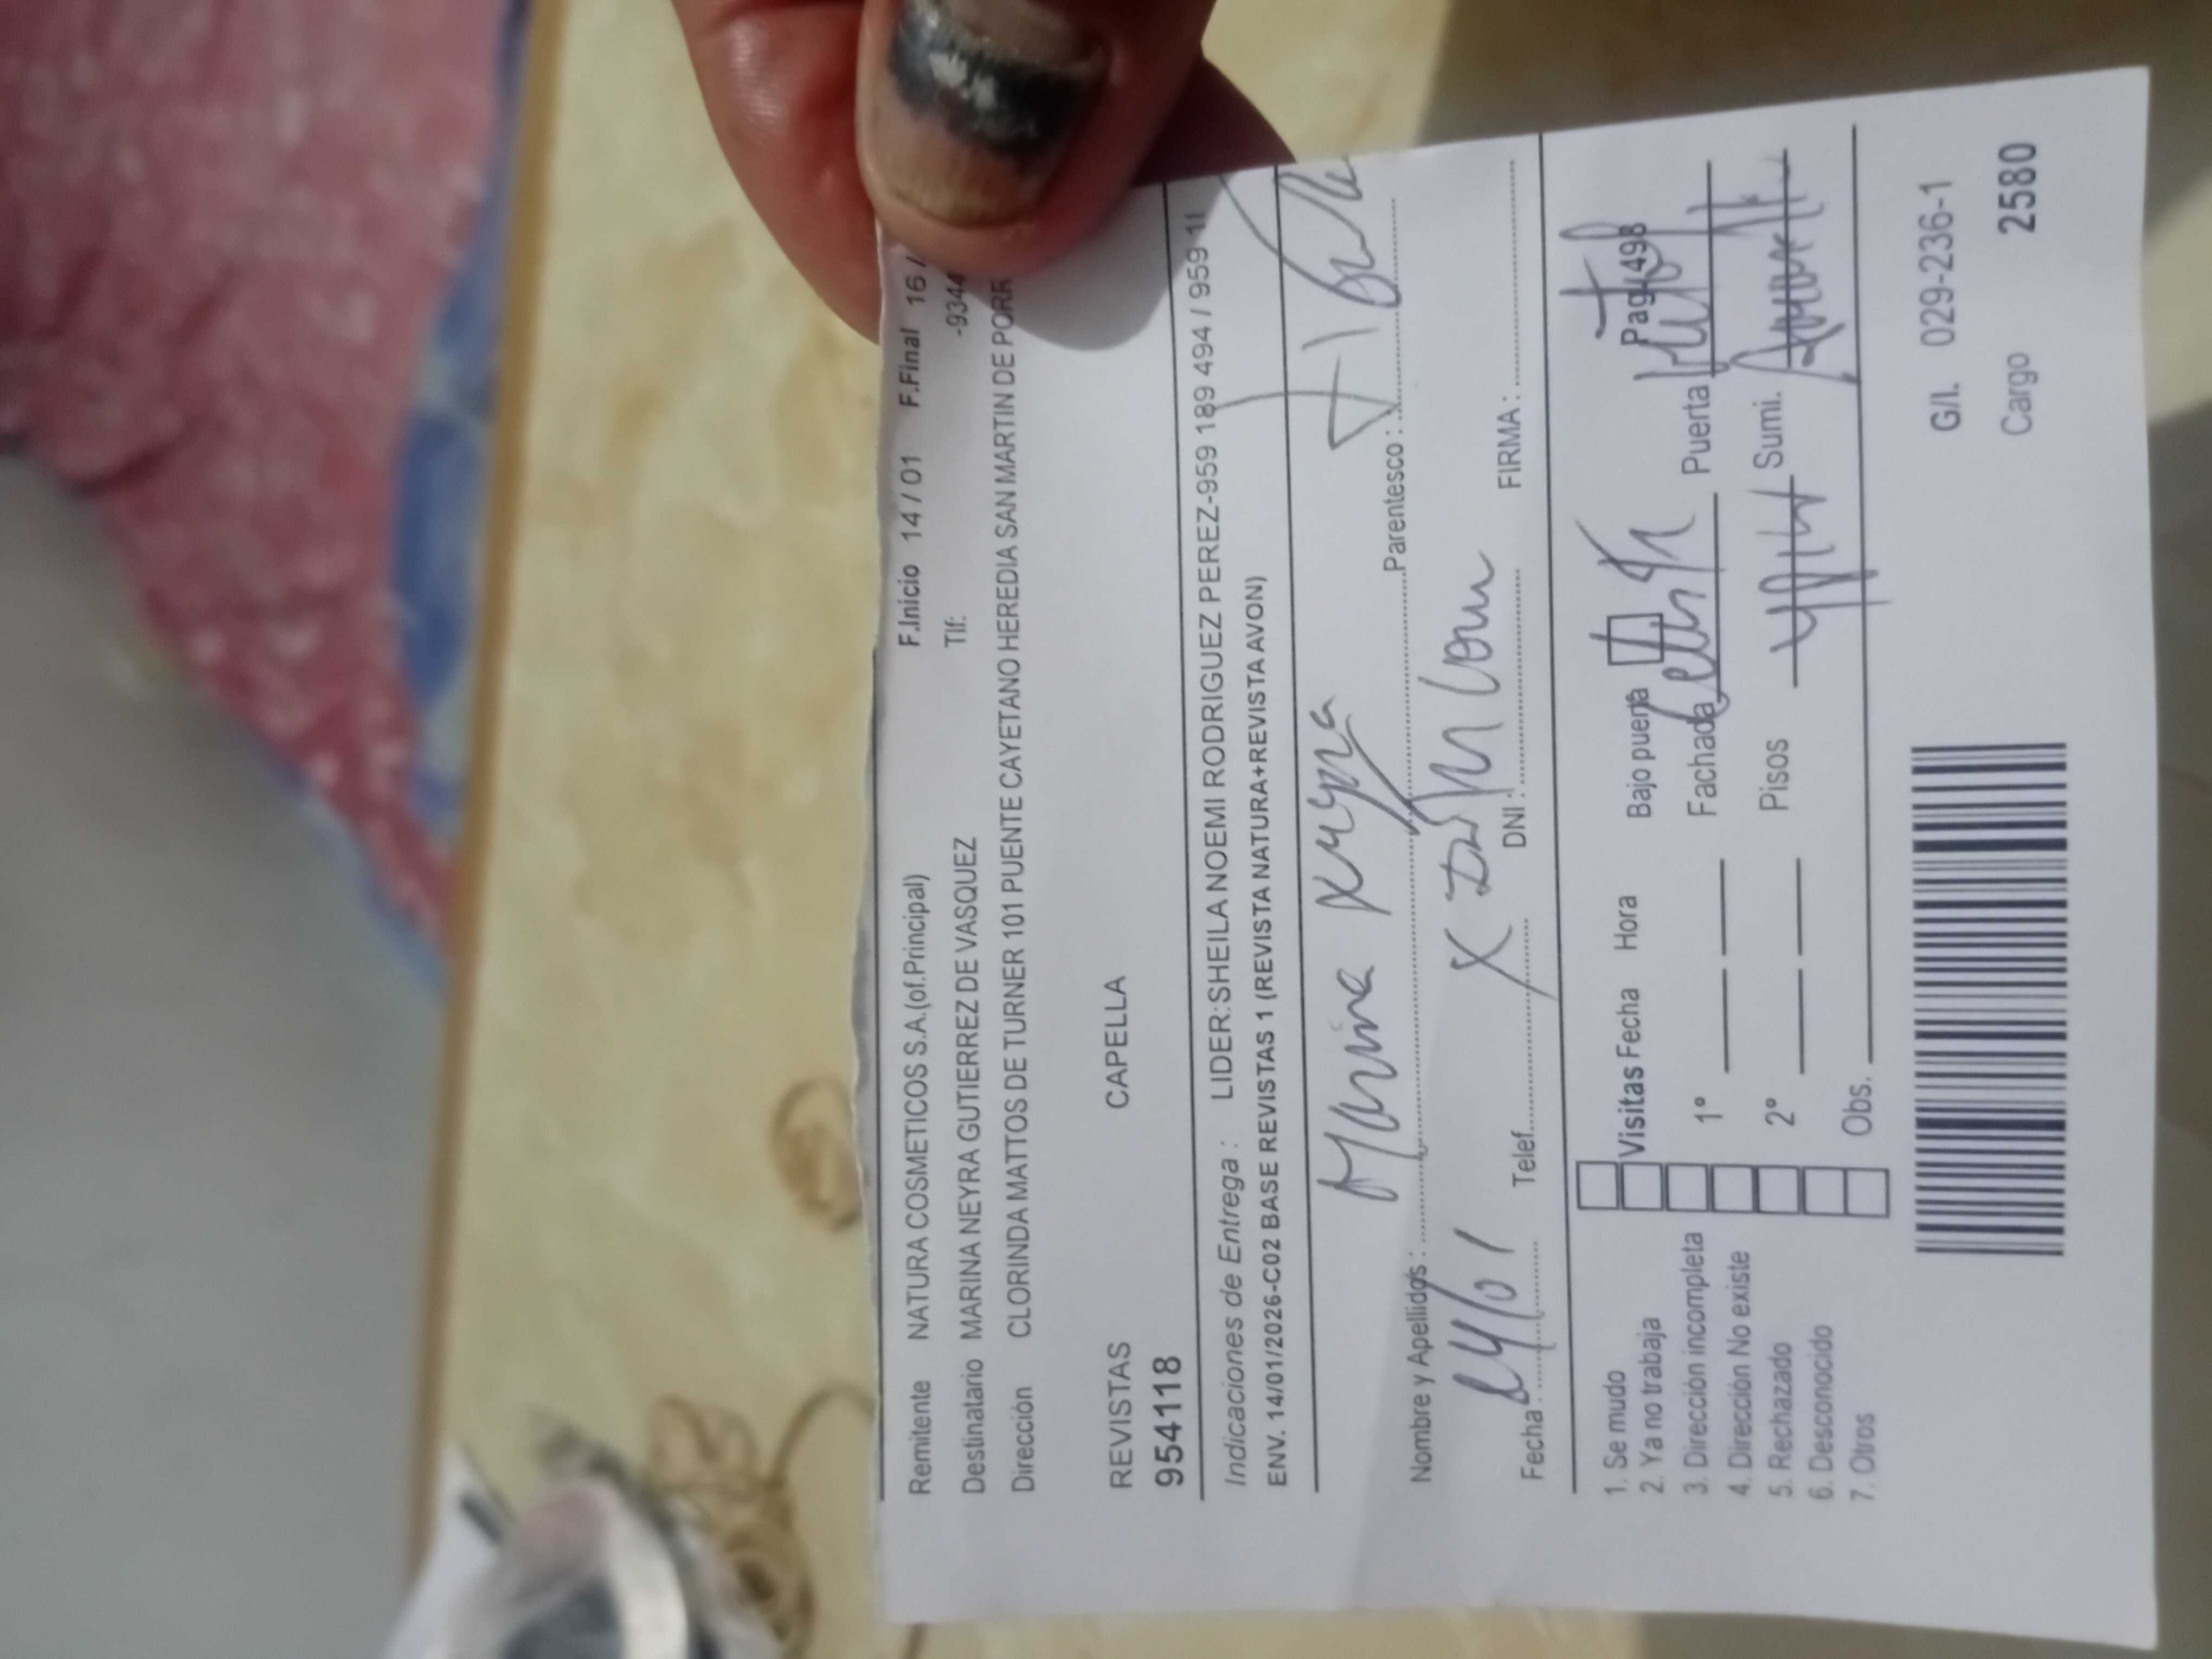 F.Inicio 14 / 01 F.Final 16 /
Remitente NATURA COSMETICOS S.A.(of.Principal) Tlf: -9344
Destinatario MARINA NEYRA GUTIERREZ DE VASQUEZ
Dirección CLORINDA MATTOS DE TURNER 101 PUENTE CAYETANO HEREDIA SAN MARTIN DE PORR
REVISTAS CAPELLA
954118
Indicaciones de Entrega : LIDER:SHEILA NOEMI RODRIGUEZ PEREZ-959 189 494 / 959 11
ENV. 14/01/2026-C02 BASE REVISTAS 1 (REVISTA NATURA+REVISTA AVON)
Nombre y Apellidos : Marina Parentesco :
Fecha : Telef. DNI : FIRMA :
1. Se mudo
2. Ya no trabaja
3. Dirección incompleta
4. Dirección No existe
5. Rechazado
6. Desconocido
7. Otros
Visitas Fecha Hora Bajo puerta Pag:498
1° Fachada Puerta
2° Pisos Sumi.
Obs.
G/I. 029-236-1
Cargo 2580